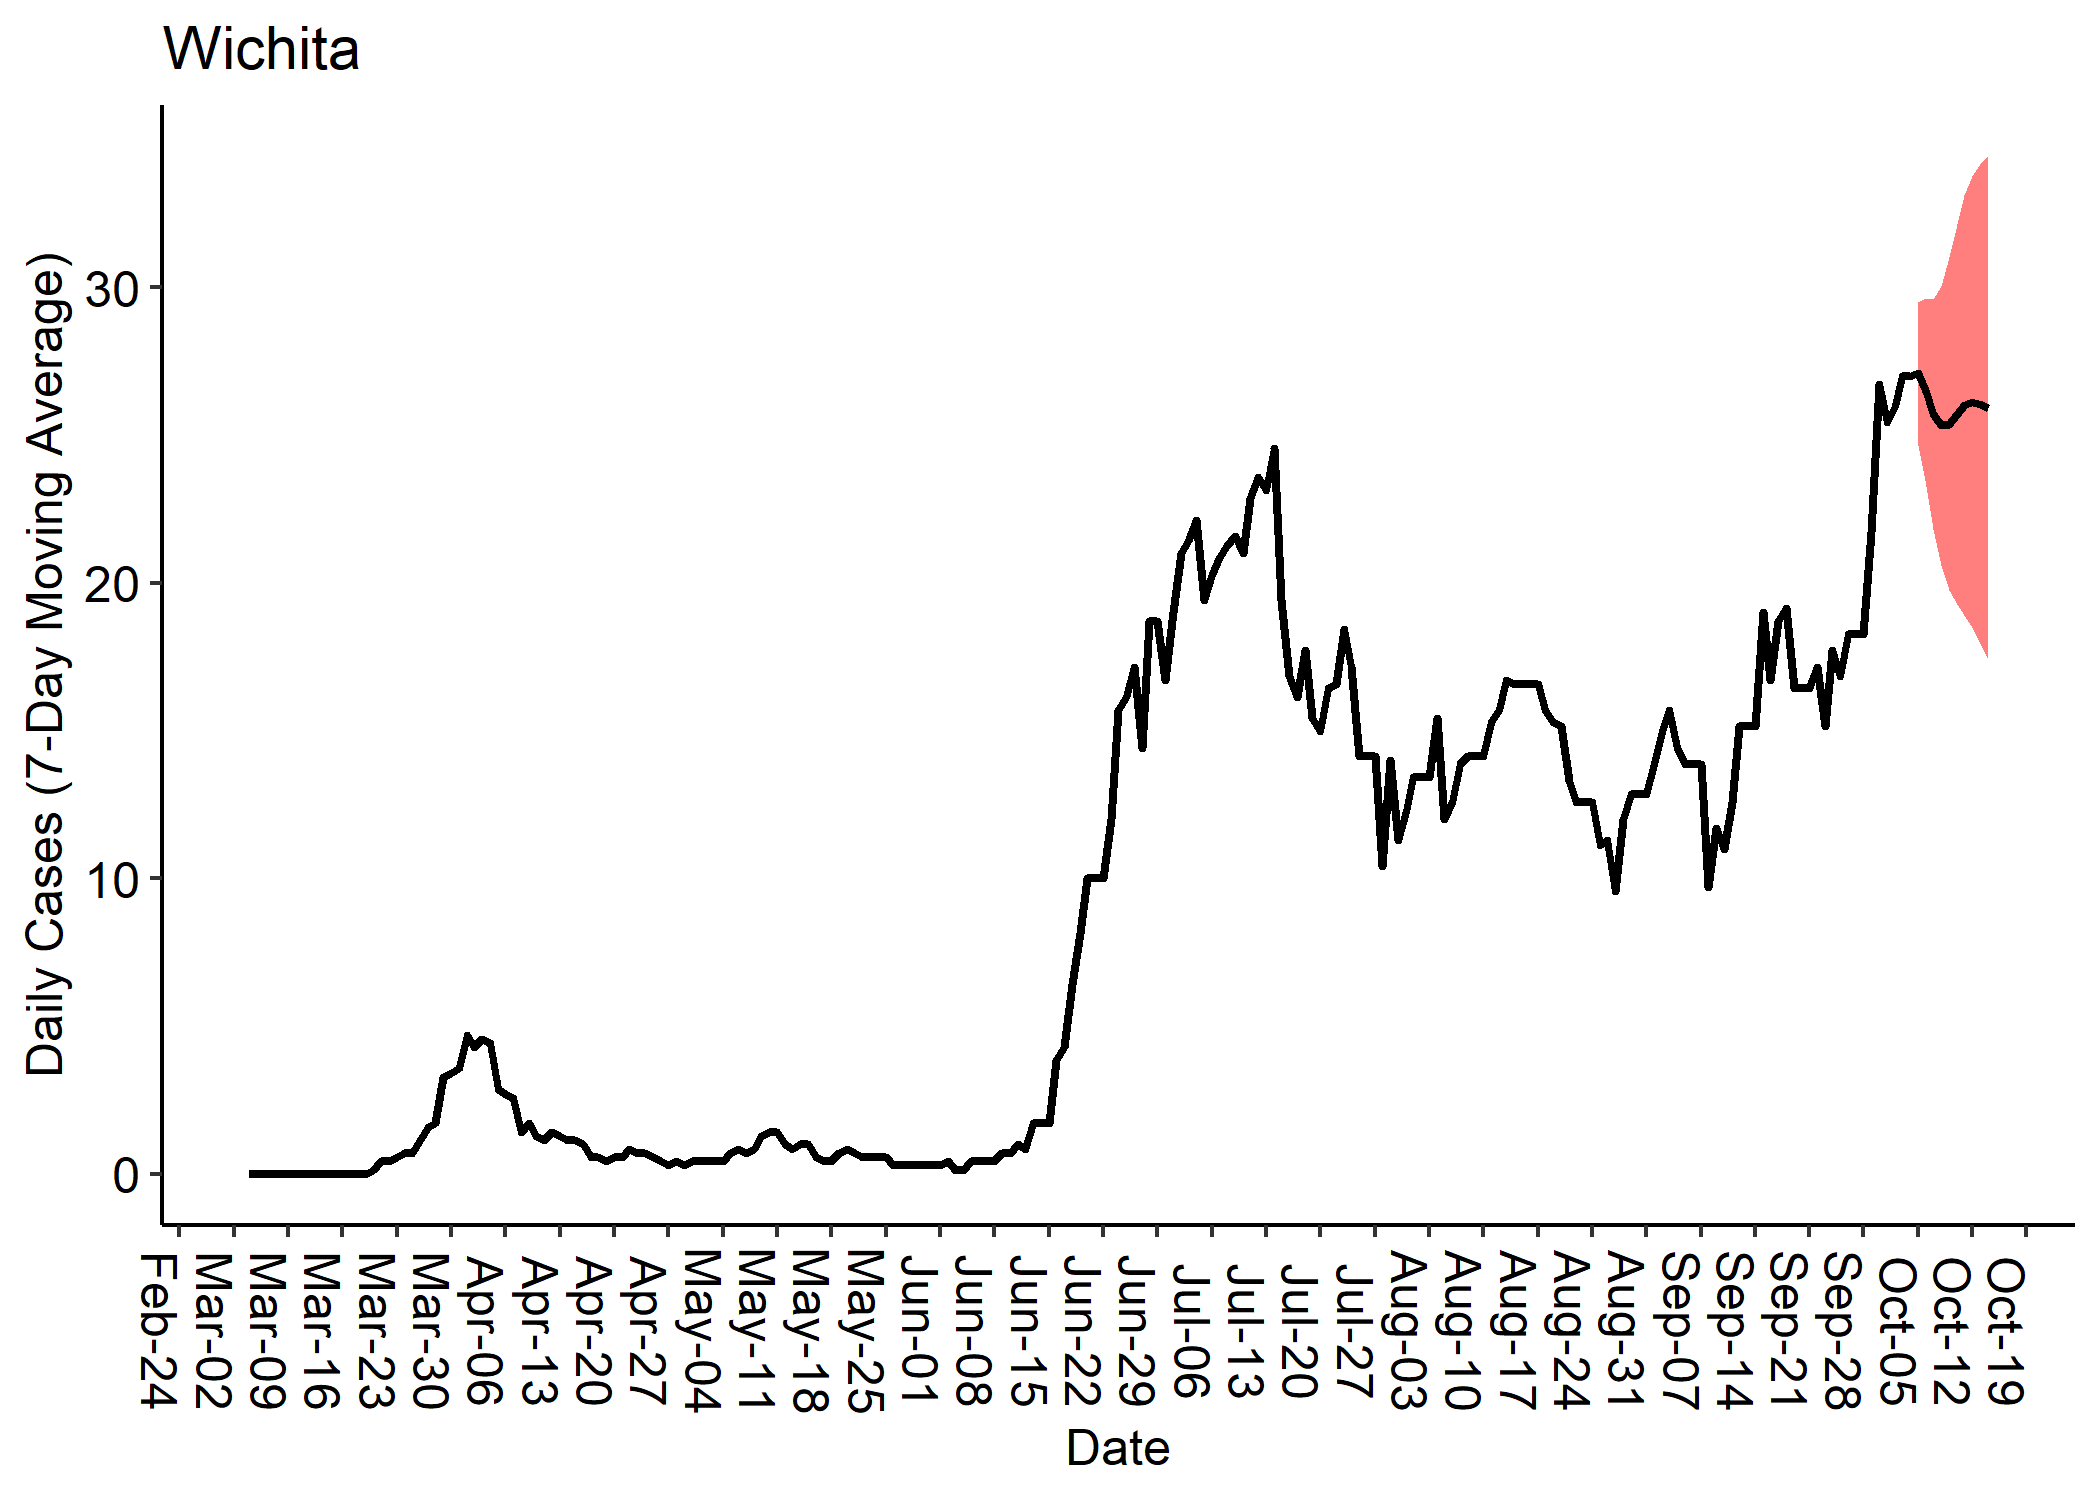 Wichita
Daily Cases (7-Day Moving Average)
30
20
10
0
Feb-24
Mar-02
Mar-09
Mar-16
Mar-23
Mar-30
Apr-06
Apr-13
Apr-20
Apr-27
May-04
May-11
May-18
May-25
Jun-01
Jun-08
Jun-15
Jun-22
Jun-29
Jul-06
Jul-13
Jul-20
Jul-27
Aug-03
Aug-10
Aug-17
Aug-24
Aug-31
Sep-07
Sep-14
Sep-21
Sep-28
Oct-05
Oct-12
Oct-19
Date